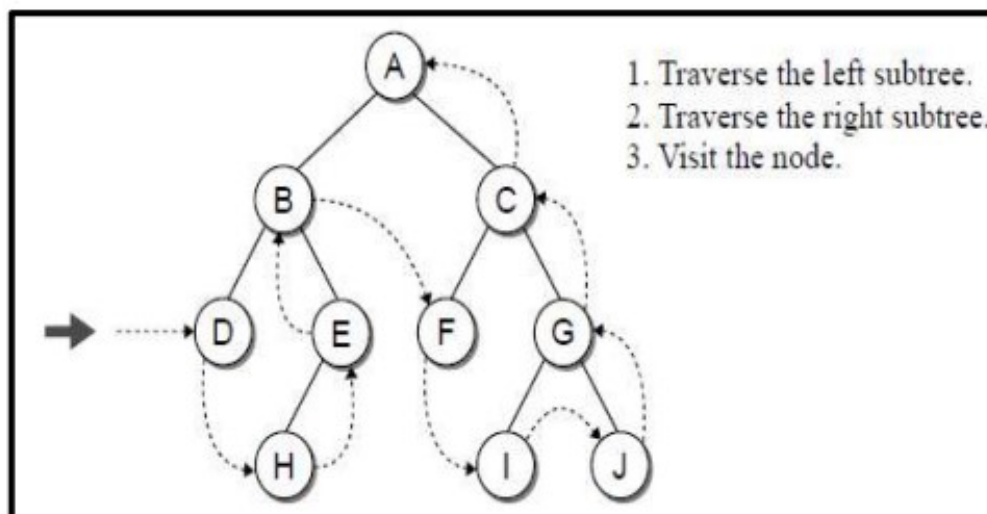 A
1. Traverse the left subtree.
2. Traverse the right subtree.
3. Visit the node.
B
C
D
E
F
G
H
I
J